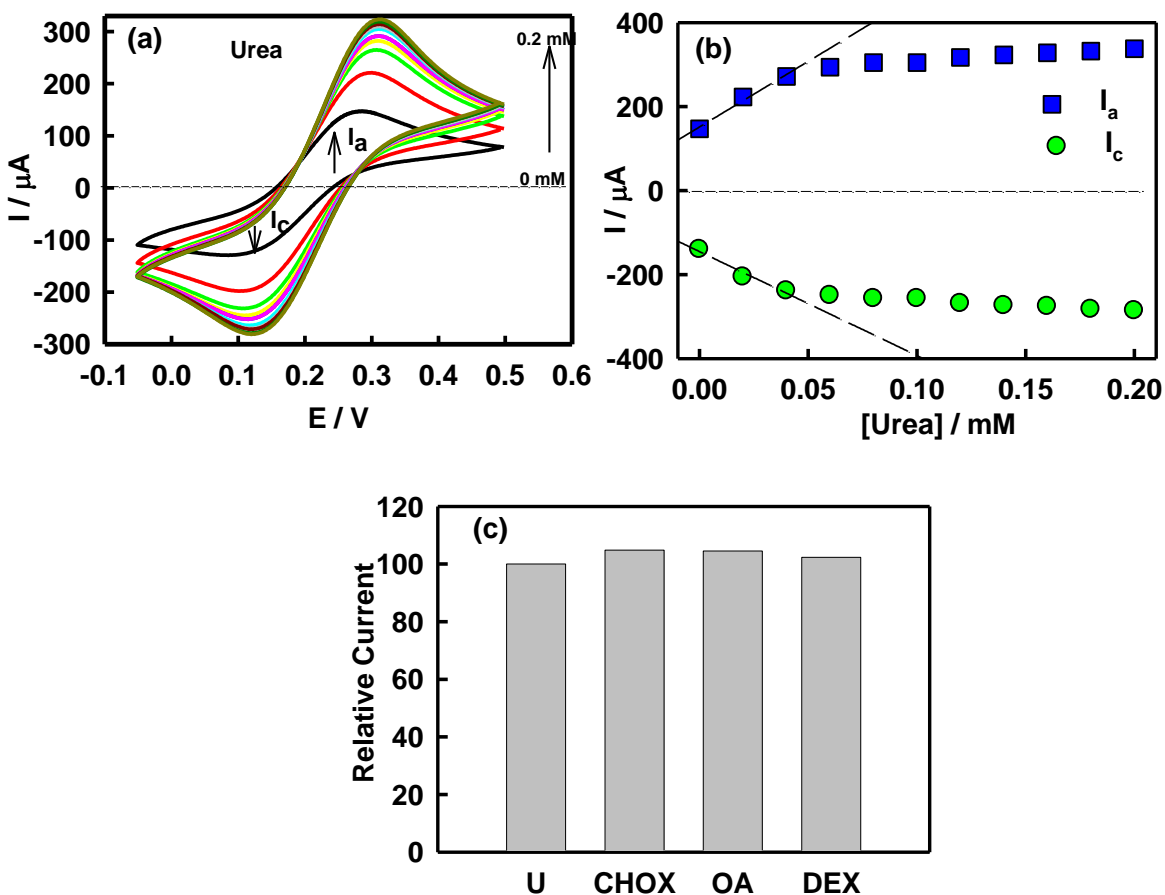 (a)
Urea
0.2 mM
0 mM
Ia
Ic
300
200
100
0
-100
-200
-300
I / μA
-0.1 0.0 0.1 0.2 0.3 0.4 0.5 0.6
E / V
(b)
400
200
0
-200
-400
I / μA
Ia
Ic
0.00 0.05 0.10 0.15 0.20
[Urea] / mM
(c)
120
100
80
60
40
20
0
Relative Current
U CHOX OA DEX